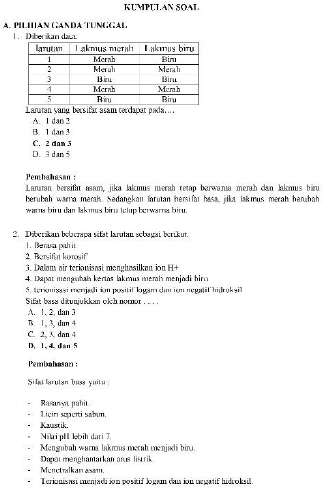 KUMPULAN SOAL
A. PILIHAN GANDA TUNGGAL
1. Diberikan data:
larutan Lakmus merah Lakmus biru
1 Merah Biru
2 Merah Merah
3 Biru Biru
4 Merah Merah
5 Biru Biru
Larutan yang bersifat asam terdapat pada....
A. 1 dan 2
B. 1 dan 3
C. 2 dan 3
D. 3 dan 5
Pembahasan :
Larutan bersifat asam, jika lakmus merah tetap berwarna merah dan lakmus biru
berubah warna merah. Sedangkan larutan bersifat basa, jika lakmus merah berubah
warna biru dan lakmus biru tetap berwarna biru.
2. Diberikan beberapa sifat larutan sebagai berikut.
1. Berasa pahit
2. Bersifat korosif
3. Dalam air terionisasi menghasilkan ion H+
4. Dapat mengubah kertas lakmus merah menjadi biru
5. terionisasi menjadi ion positif logam dan ion negatif hidroksil
Sifat basa ditunjukkan oleh nomor . . . .
A. 1, 2, dan 3
B. 1, 3, dan 4
C. 2, 3, dan 4
D. 1, 4, dan 5
Pembahasan :
Sifat larutan basa yaitu :
- Rasanya pahit.
- Licin seperti sabun.
- Kaustik.
- Nilai pH lebih dari 7.
- Mengubah warna lakmus merah menjadi biru.
- Dapat menghantarkan arus listrik.
- Menetralkan asam.
- Terionisasi menjadi ion positif logam dan ion negatif hidroksil.